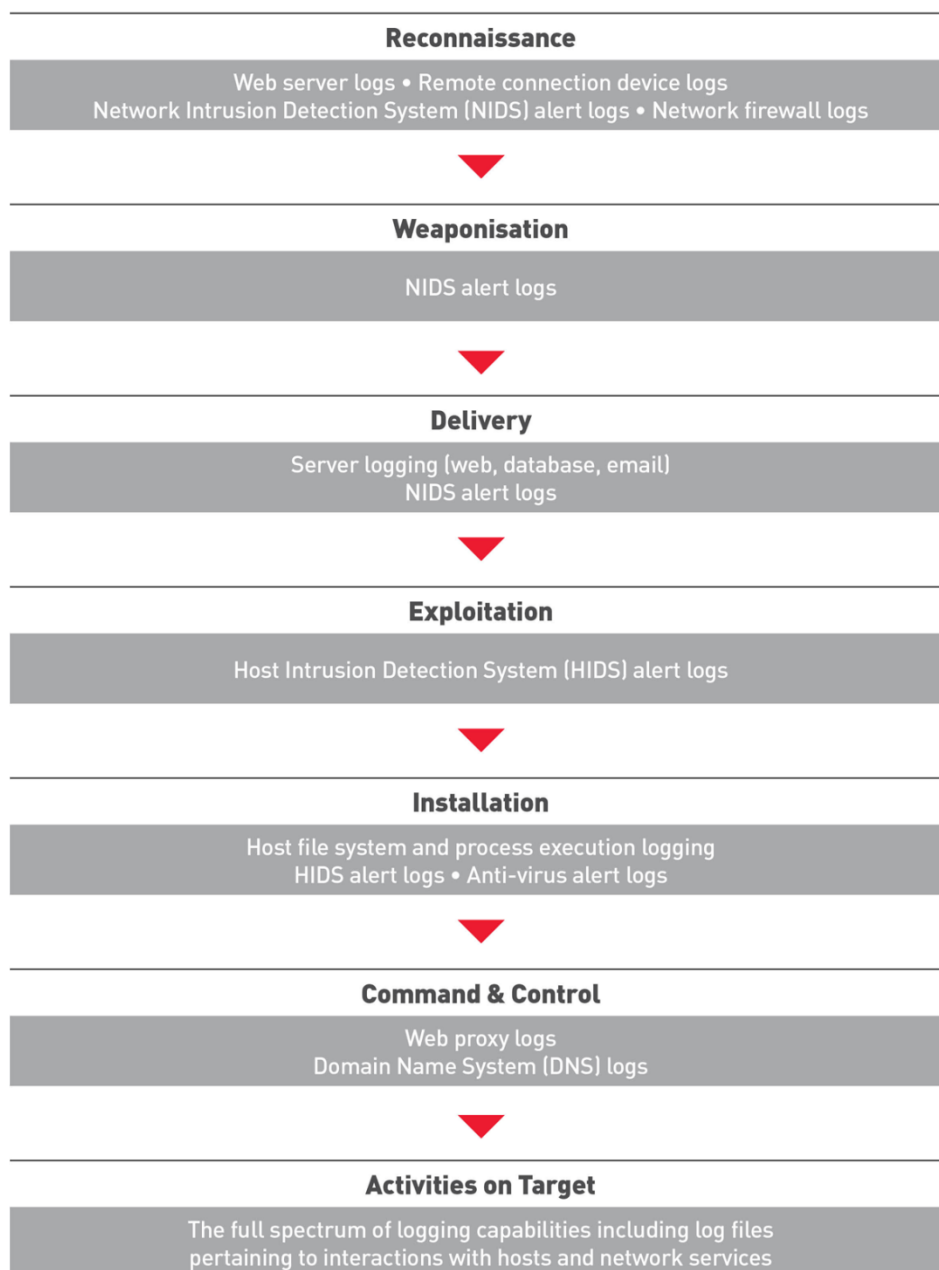 Reconnaissance
Web server logs • Remote connection device logs
Network Intrusion Detection System (NIDS) alert logs • Network firewall logs
Weaponisation
NIDS alert logs
Delivery
Server logging (web, database, email)
NIDS alert logs
Exploitation
Host Intrusion Detection System (HIDS) alert logs
Installation
Host file system and process execution logging
HIDS alert logs • Anti-virus alert logs
Command & Control
Web proxy logs
Domain Name System (DNS) logs
Activities on Target
The full spectrum of logging capabilities including log files
pertaining to interactions with hosts and network services